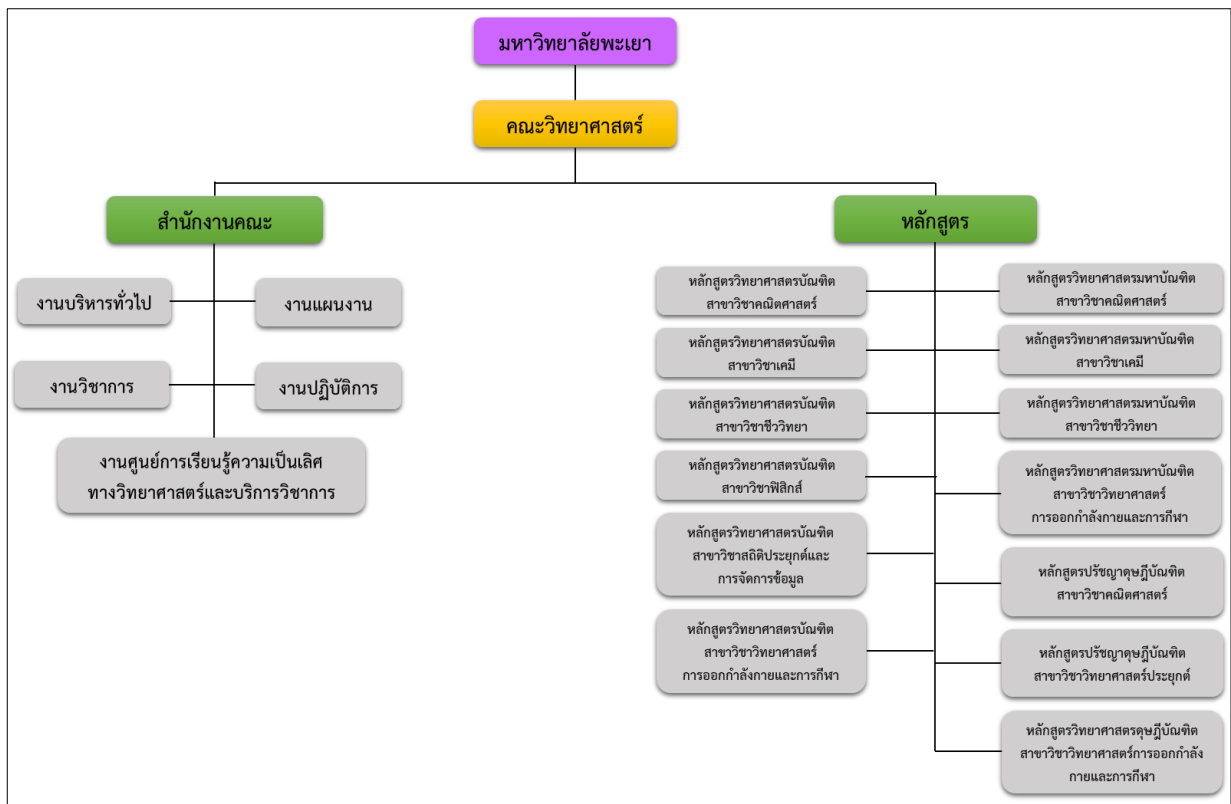 มหาวิทยาลัยพะเยา
คณะวิทยาศาสตร์
สำนักงานคณะ
งานบริหารทั่วไป
งานแผนงาน
งานวิชาการ
งานปฏิบัติการ
งานศูนย์การเรียนรู้ความเป็นเลิศ
ทางวิทยาศาสตร์และบริการวิชาการ
หลักสูตร
หลักสูตรวิทยาศาสตรบัณฑิต
สาขาวิชาคณิตศาสตร์
หลักสูตรวิทยาศาสตรบัณฑิต
สาขาวิชาเคมี
หลักสูตรวิทยาศาสตรบัณฑิต
สาขาวิชาชีววิทยา
หลักสูตรวิทยาศาสตรบัณฑิต
สาขาวิชาฟิสิกส์
หลักสูตรวิทยาศาสตรบัณฑิต
สาขาวิชาสถิติประยุกต์และ
การจัดการข้อมูล
หลักสูตรวิทยาศาสตรบัณฑิต
สาขาวิชาวิทยาศาสตร์
การออกกำลังกายและการกีฬา
หลักสูตรวิทยาศาสตรมหาบัณฑิต
สาขาวิชาคณิตศาสตร์
หลักสูตรวิทยาศาสตรมหาบัณฑิต
สาขาวิชาเคมี
หลักสูตรวิทยาศาสตรมหาบัณฑิต
สาขาวิชาชีววิทยา
หลักสูตรวิทยาศาสตรมหาบัณฑิต
สาขาวิชาวิทยาศาสตร์
การออกกำลังกายและการกีฬา
หลักสูตรปรัชญาดุษฎีบัณฑิต
สาขาวิชาคณิตศาสตร์
หลักสูตรปรัชญาดุษฎีบัณฑิต
สาขาวิชาวิทยาศาสตร์ประยุกต์
หลักสูตรวิทยาศาสตรดุษฎีบัณฑิต
สาขาวิชาวิทยาศาสตร์การออกกำลัง
กายและการกีฬา